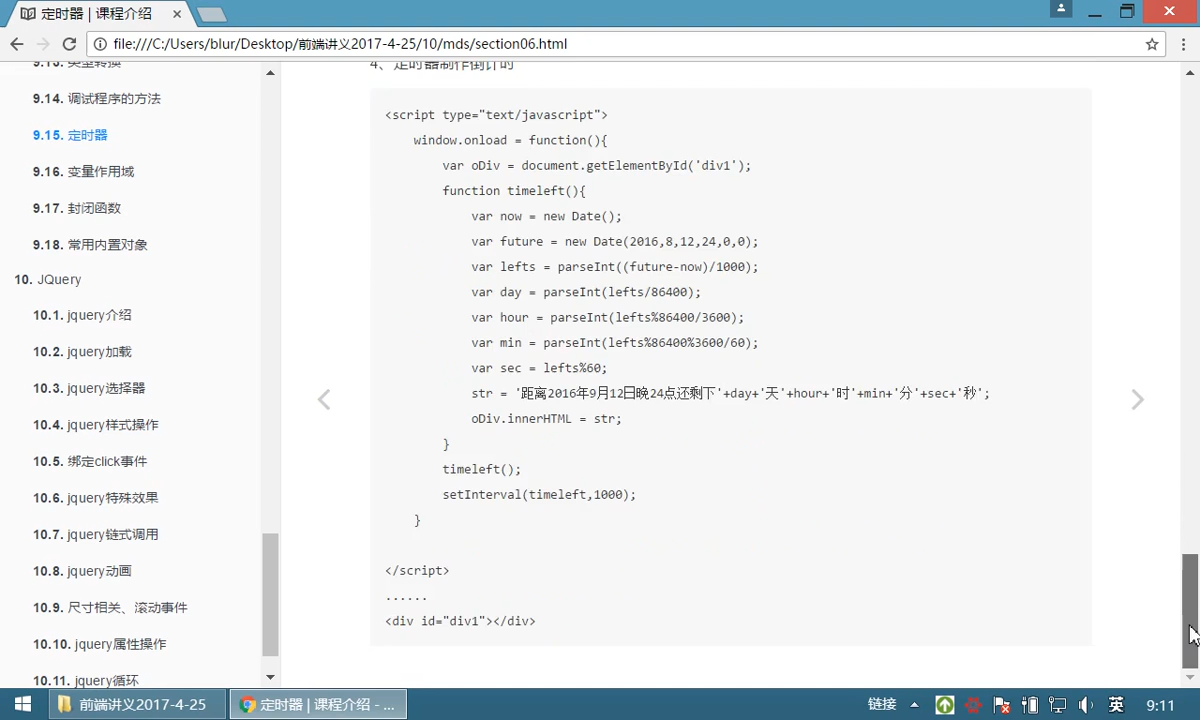 定时器 | 课程介绍
file:///C:/Users/blur/Desktop/前端讲义2017-4-25/10/mds/section06.html
9.13. 类型转换
9.14. 调试程序的方法
9.15. 定时器
9.16. 变量作用域
9.17. 封闭函数
9.18. 常用内置对象
10. JQuery
10.1. jquery介绍
10.2. jquery加载
10.3. jquery选择器
10.4. jquery样式操作
10.5. 绑定click事件
10.6. jquery特殊效果
10.7. jquery链式调用
10.8. jquery动画
10.9. 尺寸相关、滚动事件
10.10. jquery属性操作
10.11. jquery循环
4、定时器制作倒计时
<script type="text/javascript">
window.onload = function(){
var oDiv = document.getElementById('div1');
function timeleft(){
var now = new Date();
var future = new Date(2016,8,12,24,0,0);
var lefts = parseInt((future-now)/1000);
var day = parseInt(lefts/86400);
var hour = parseInt(lefts%86400/3600);
var min = parseInt(lefts%86400%3600/60);
var sec = lefts%60;
str = '距离2016年9月12日晚24点还剩下'+day+'天'+hour+'时'+min+'分'+sec+'秒';
oDiv.innerHTML = str;
}
timeleft();
setInterval(timeleft,1000);
}
</script>
......
<div id="div1"></div>
前端讲义2017-4-25
定时器 | 课程介绍 - ...
链接
英
9:11